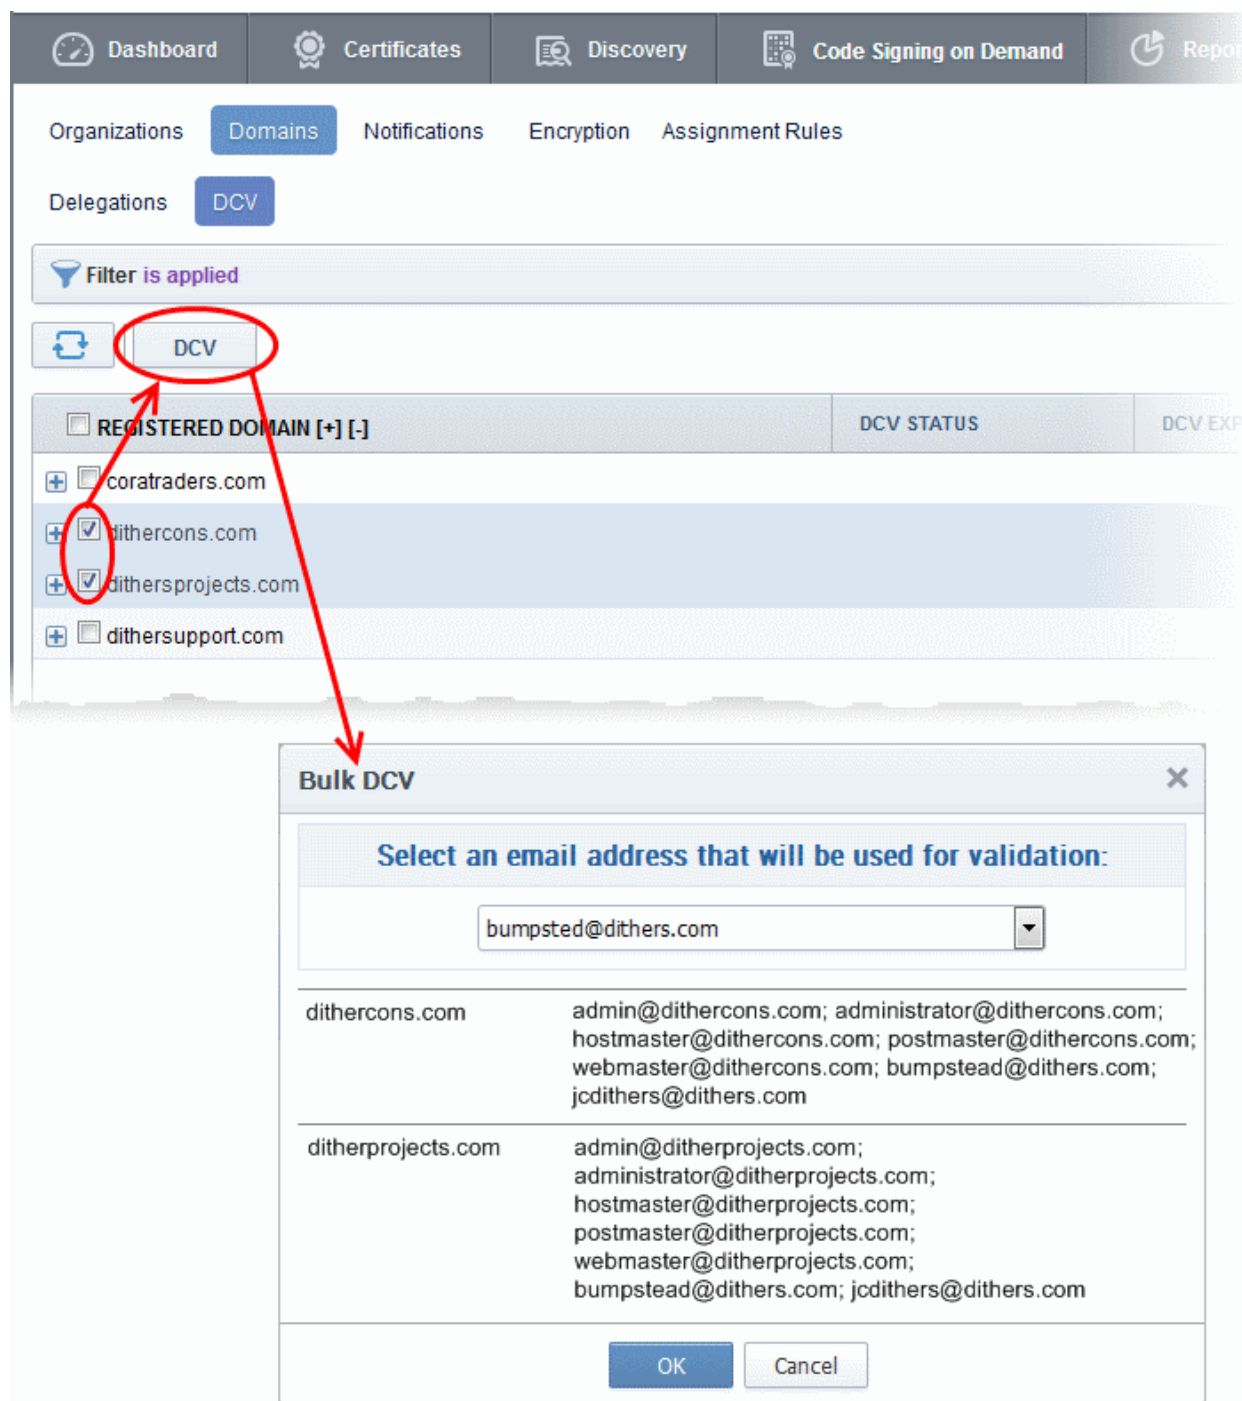 Dashboard Certificates Discovery Code Signing on Demand Repor
Organizations Domains Notifications Encryption Assignment Rules
Delegations DCV
Filter is applied
DCV
REGISTERED DOMAIN [+] [-] DCV STATUS DCV EXP
coratraders.com
dithercons.com
dithersprojects.com
dithersupport.com
Bulk DCV
Select an email address that will be used for validation:
bumpsted@dithers.com
dithercons.com admin@dithercons.com; administrator@dithercons.com;
hostmaster@dithercons.com; postmaster@dithercons.com;
webmaster@dithercons.com; bumpstead@dithers.com;
jcdithers@dithers.com
ditherprojects.com admin@ditherprojects.com;
administrator@ditherprojects.com;
hostmaster@ditherprojects.com;
postmaster@ditherprojects.com;
webmaster@ditherprojects.com;
bumpstead@dithers.com; jcdithers@dithers.com
OK Cancel